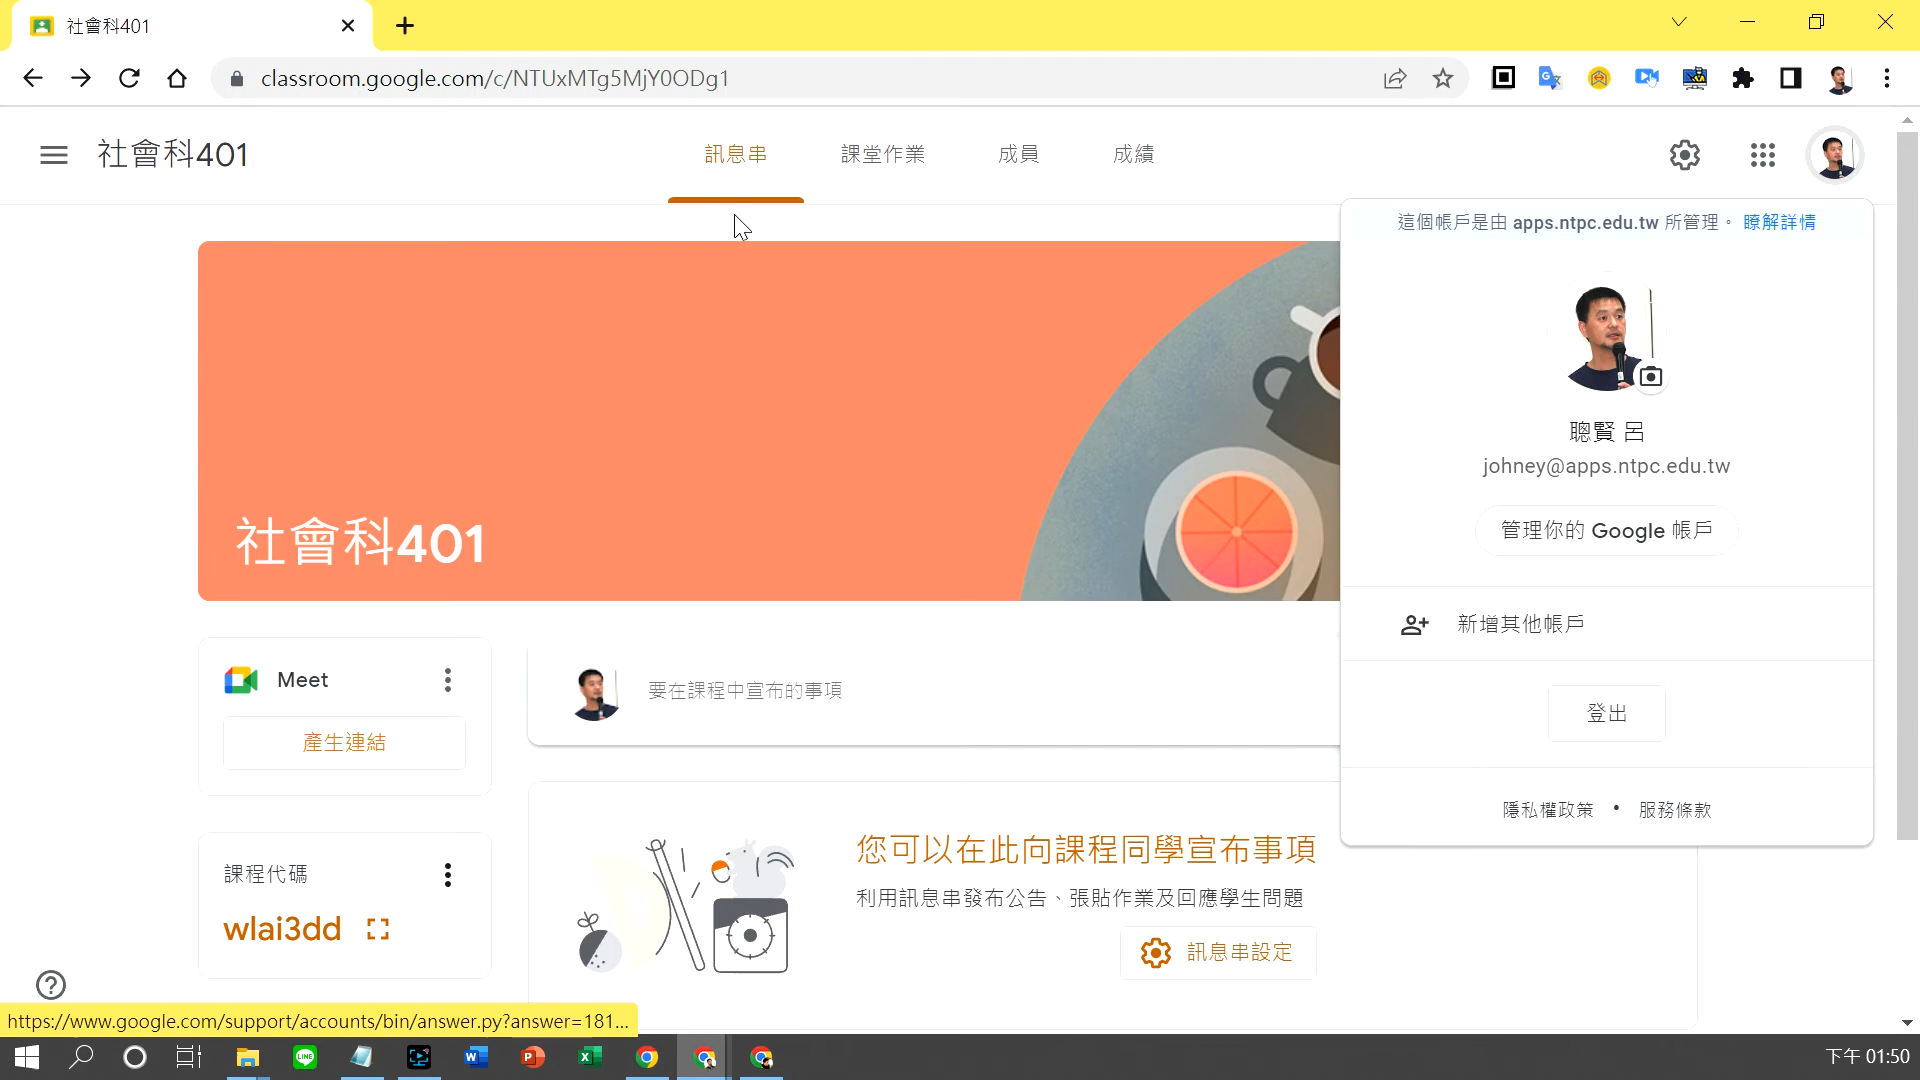 社會科401
classroom.google.com/c/NTUxMTg5MjY0ODg1
社會科401
訊息串
課堂作業
成員
成績
這個帳戶是由 apps.ntpc.edu.tw 所管理。 瞭解詳情
聰賢 呂
johney@apps.ntpc.edu.tw
管理你的 Google 帳戶
新增其他帳戶
登出
隱私權政策 • 服務條款
社會科401
Meet
產生連結
要在課程中宣布的事項
課程代碼
wlai3dd
您可以在此向課程同學宣布事項
利用訊息串發布公告、張貼作業及回應學生問題
訊息串設定
https://www.google.com/support/accounts/bin/answer.py?answer=181...
下午 01:50